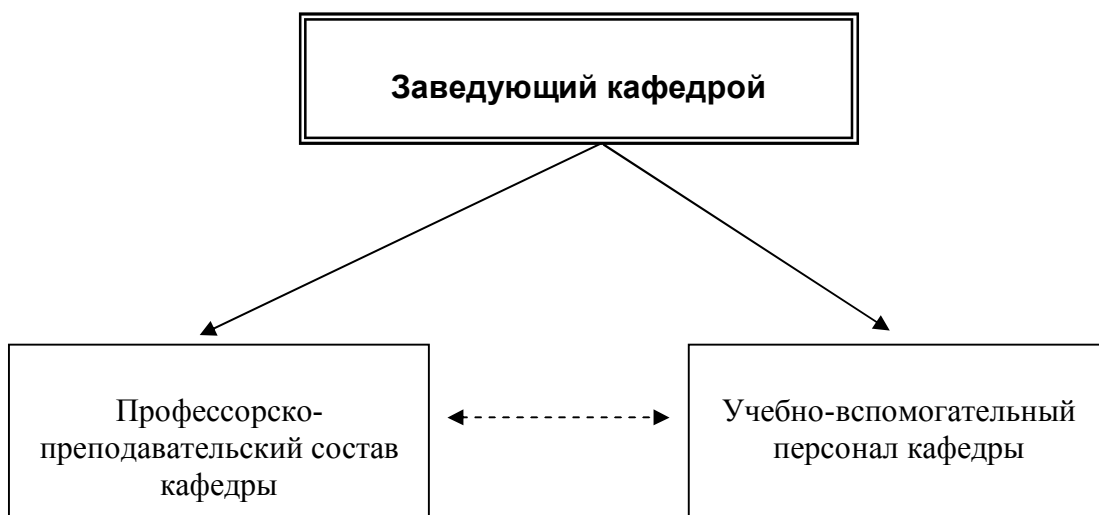 Заведующий кафедрой
Профессорско-
преподавательский состав
кафедры
Учебно-вспомогательный
персонал кафедры